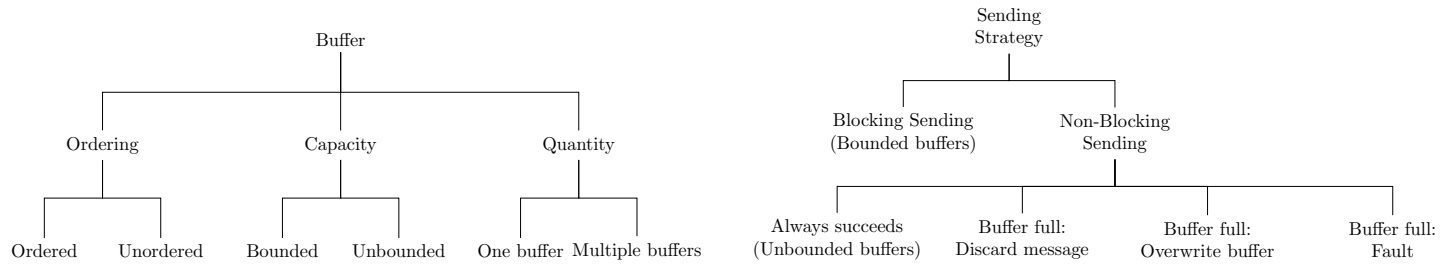 Buffer
Ordering
Capacity
Quantity
Ordered
Unordered
Bounded
Unbounded
One buffer
Multiple buffers
Sending
Strategy
Blocking Sending
(Bounded buffers)
Non-Blocking
Sending
Always succeeds
(Unbounded buffers)
Buffer full:
Discard message
Buffer full:
Overwrite buffer
Buffer full:
Fault